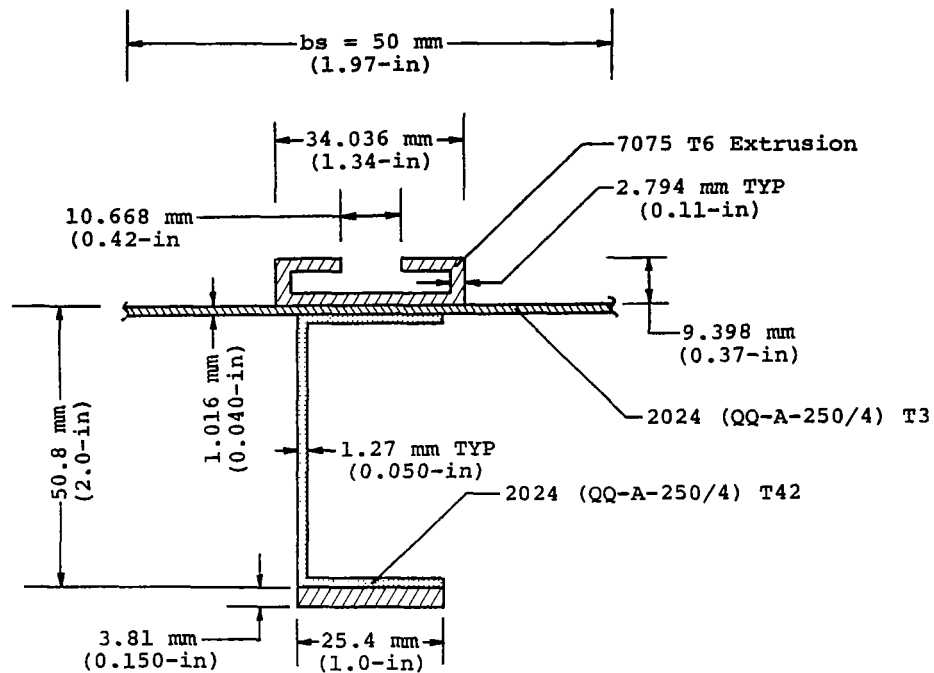 bs = 50 mm
(1.97-in)
34.036 mm
(1.34-in)
7075 T6 Extrusion
2.794 mm TYP
(0.11-in)
10.668 mm
(0.42-in
9.398 mm
(0.37-in)
50.8 mm
(2.0-in)
1.016 mm
(0.040-in)
2024 (QQ-A-250/4) T3
1.27 mm TYP
(0.050-in)
2024 (QQ-A-250/4) T42
3.81 mm
(0.150-in)
25.4 mm
(1.0-in)